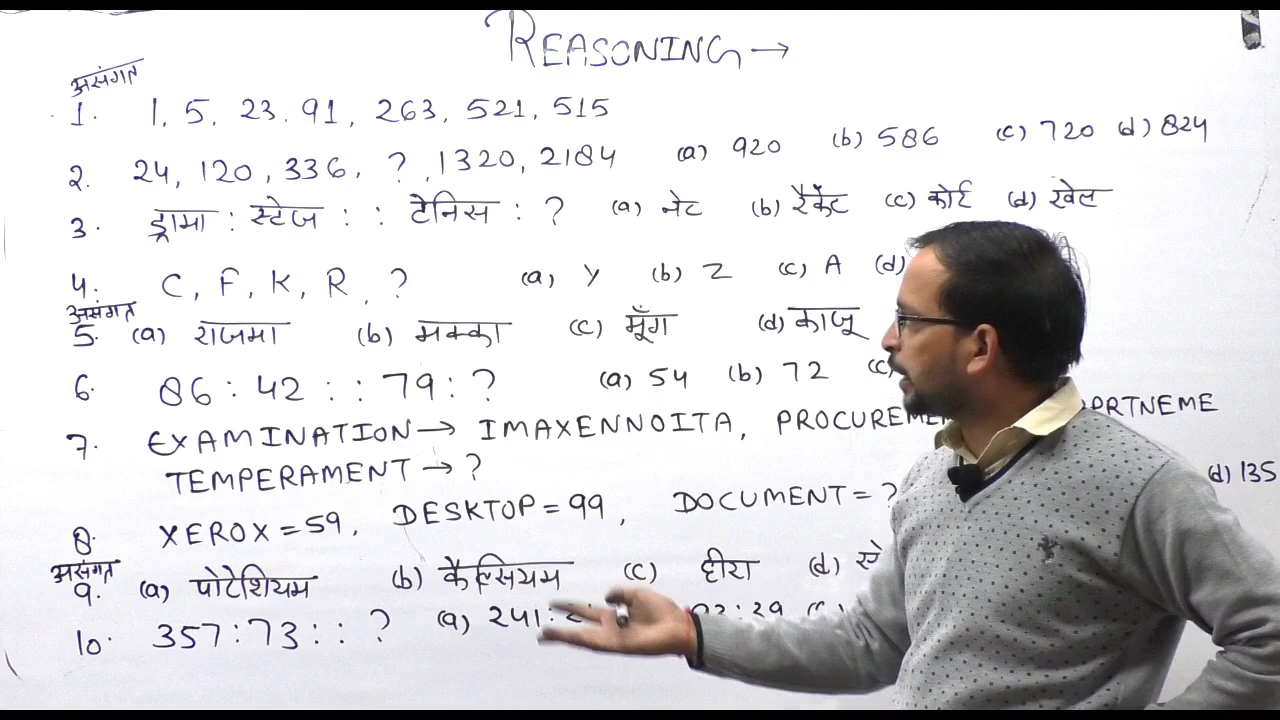 REASONING →
असंगत
1. 1, 5, 23, 91, 263, 521, 515
2. 24, 120, 336, ?, 1320, 2184 (a) 920 (b) 586 (c) 720 (d) 824
3. ड्रामा : स्टेज : : टेनिस : ? (a) नेट (b) रैकेट (c) कोर्ट (d) खेल
4. C, F, K, R, ? (a) Y (b) Z (c) A (d)
असंगत
5. (a) राजमा (b) मक्का (c) मूँग (d) काजू
6. 86 : 42 : : 79 : ? (a) 54 (b) 72 (c)
7. EXAMINATION → IMAXENNOITA, PROCUREME PRTNEME
TEMPERAMENT → ?
8. XEROX = 59, DESKTOP = 99, DOCUMENT = ? (d) 135
असंगत
9. (a) पोटेशियम (b) कैल्सियम (c) हीरा (d)
10. 357 : 73 : : ? (a) 241 : : 29